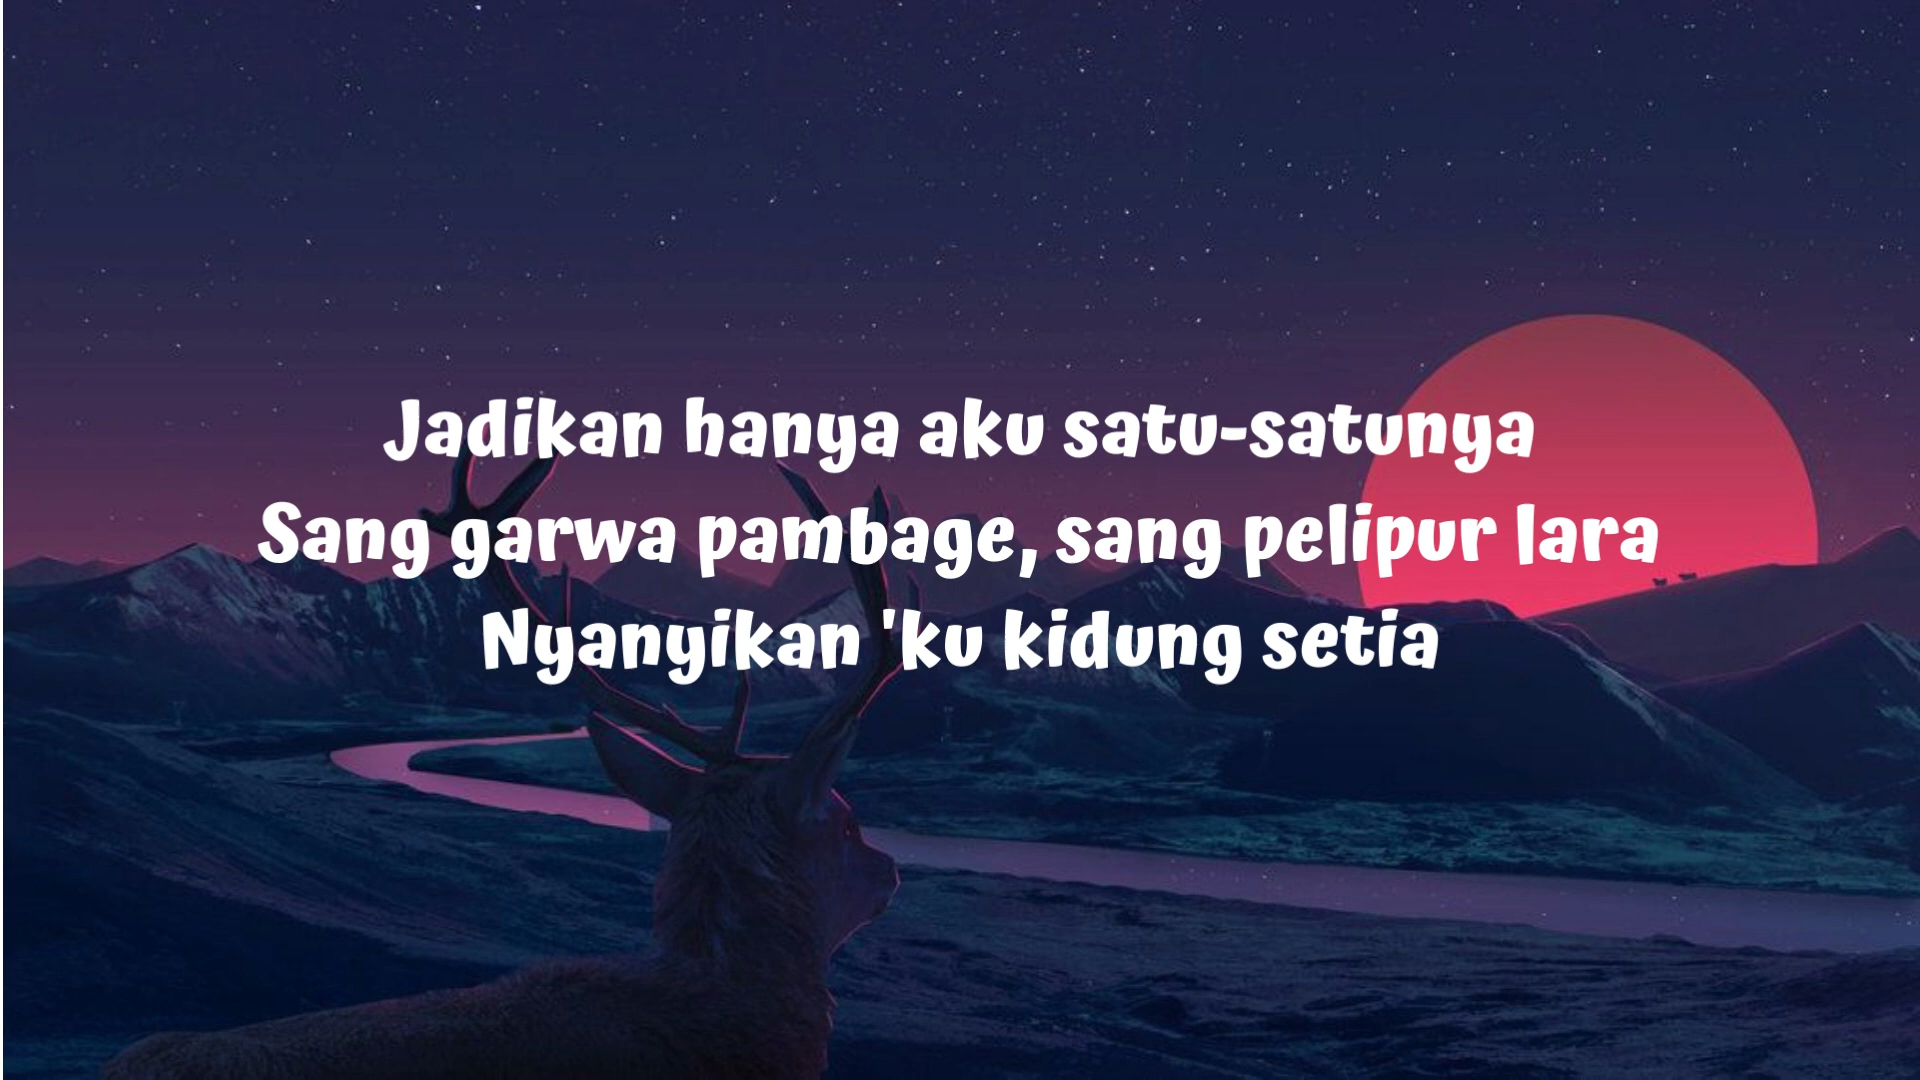 Jadikan hanya aku satu-satunya
Sang garwa pambage, sang pelipur lara
Nyanyikan 'ku kidung setia